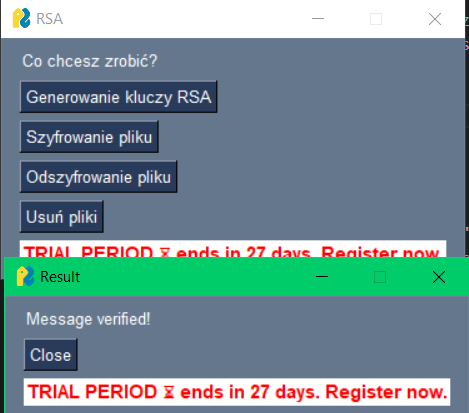 RSA
Co chcesz zrobić?
Generowanie kluczy RSA
Szyfrowanie pliku
Odszyfrowanie pliku
Usuń pliki
TRIAL PERIOD ⏳ ends in 27 days. Register now.
Result
Message verified!
Close
TRIAL PERIOD ⏳ ends in 27 days. Register now.